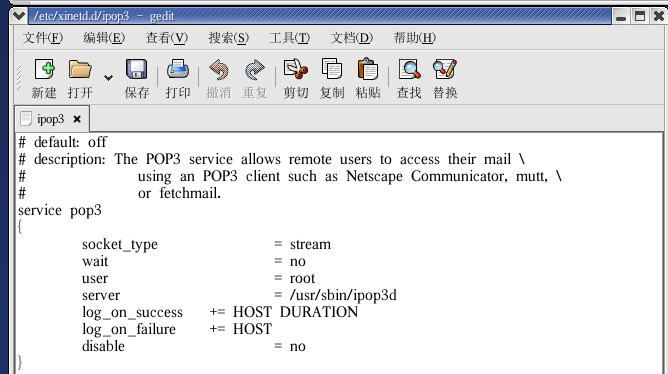 /etc/xinetd.d/ipop3 - gedit
文件(F) 编辑(E) 查看(V) 搜索(S) 工具(T) 文档(D) 帮助(H)
新建 打开 保存 打印 撤消 重复 剪切 复制 粘贴 查找 替换
ipop3
# default: off
# description: The POP3 service allows remote users to access their mail \
# using an POP3 client such as Netscape Communicator, mutt, \
# or fetchmail.
service pop3
{
socket_type = stream
wait = no
user = root
server = /usr/sbin/ipop3d
log_on_success += HOST DURATION
log_on_failure += HOST
disable = no
}